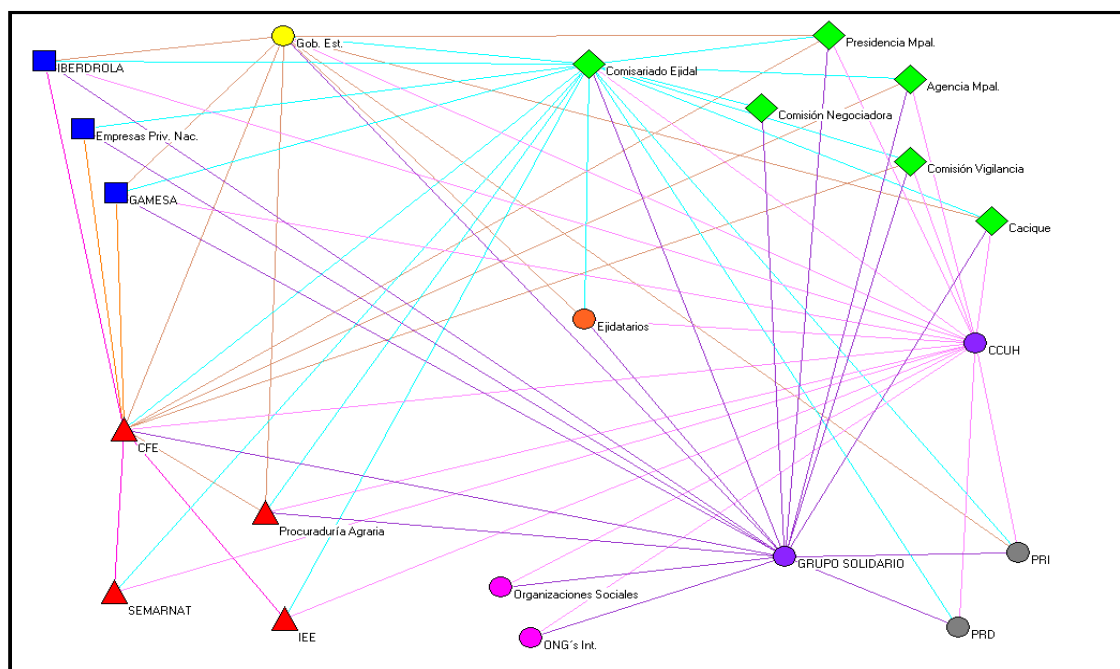 Gob. Est.
Presidencia Mpal.
IBERDROLA
Comisariado Ejidal
Agencia Mpal.
Comisión Negociadora
Empresas Priv. Nac.
Comisión Vigilancia
GAMESA
Cacique
Ejidatarios
CCUH
CFE
Procuraduría Agraria
GRUPO SOLIDARIO
PRI
Organizaciones Sociales
SEMARNAT
IEE
ONG´s Int.
PRD